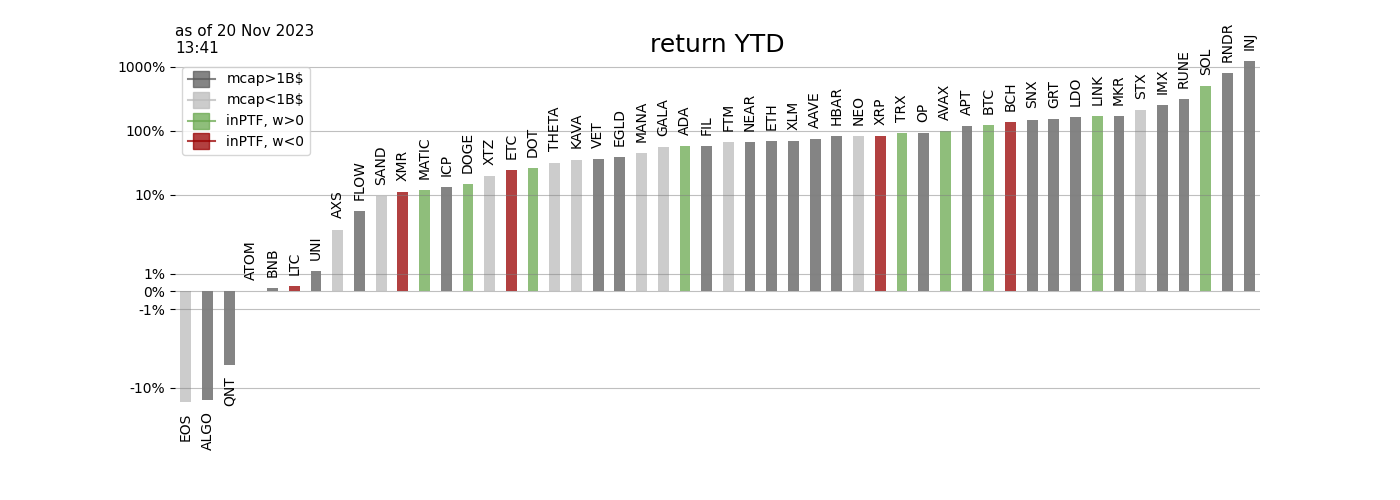 as of 20 Nov 2023
13:41
return YTD
1000%
100%
10%
1%
0%
-1%
-10%
mcap>1B$
mcap<1B$
inPTF, w>0
inPTF, w<0
EOS
ALGO
QNT
ATOM
BNB
LTC
UNI
AXS
FLOW
SAND
XMR
MATIC
ICP
DOGE
XTZ
ETC
DOT
THETA
KAVA
VET
EGLD
MANA
GALA
ADA
FIL
FTM
NEAR
ETH
XLM
AAVE
HBAR
NEO
XRP
TRX
OP
AVAX
APT
BTC
BCH
SNX
GRT
LDO
LINK
MKR
STX
IMX
RUNE
SOL
RNDR
INJ